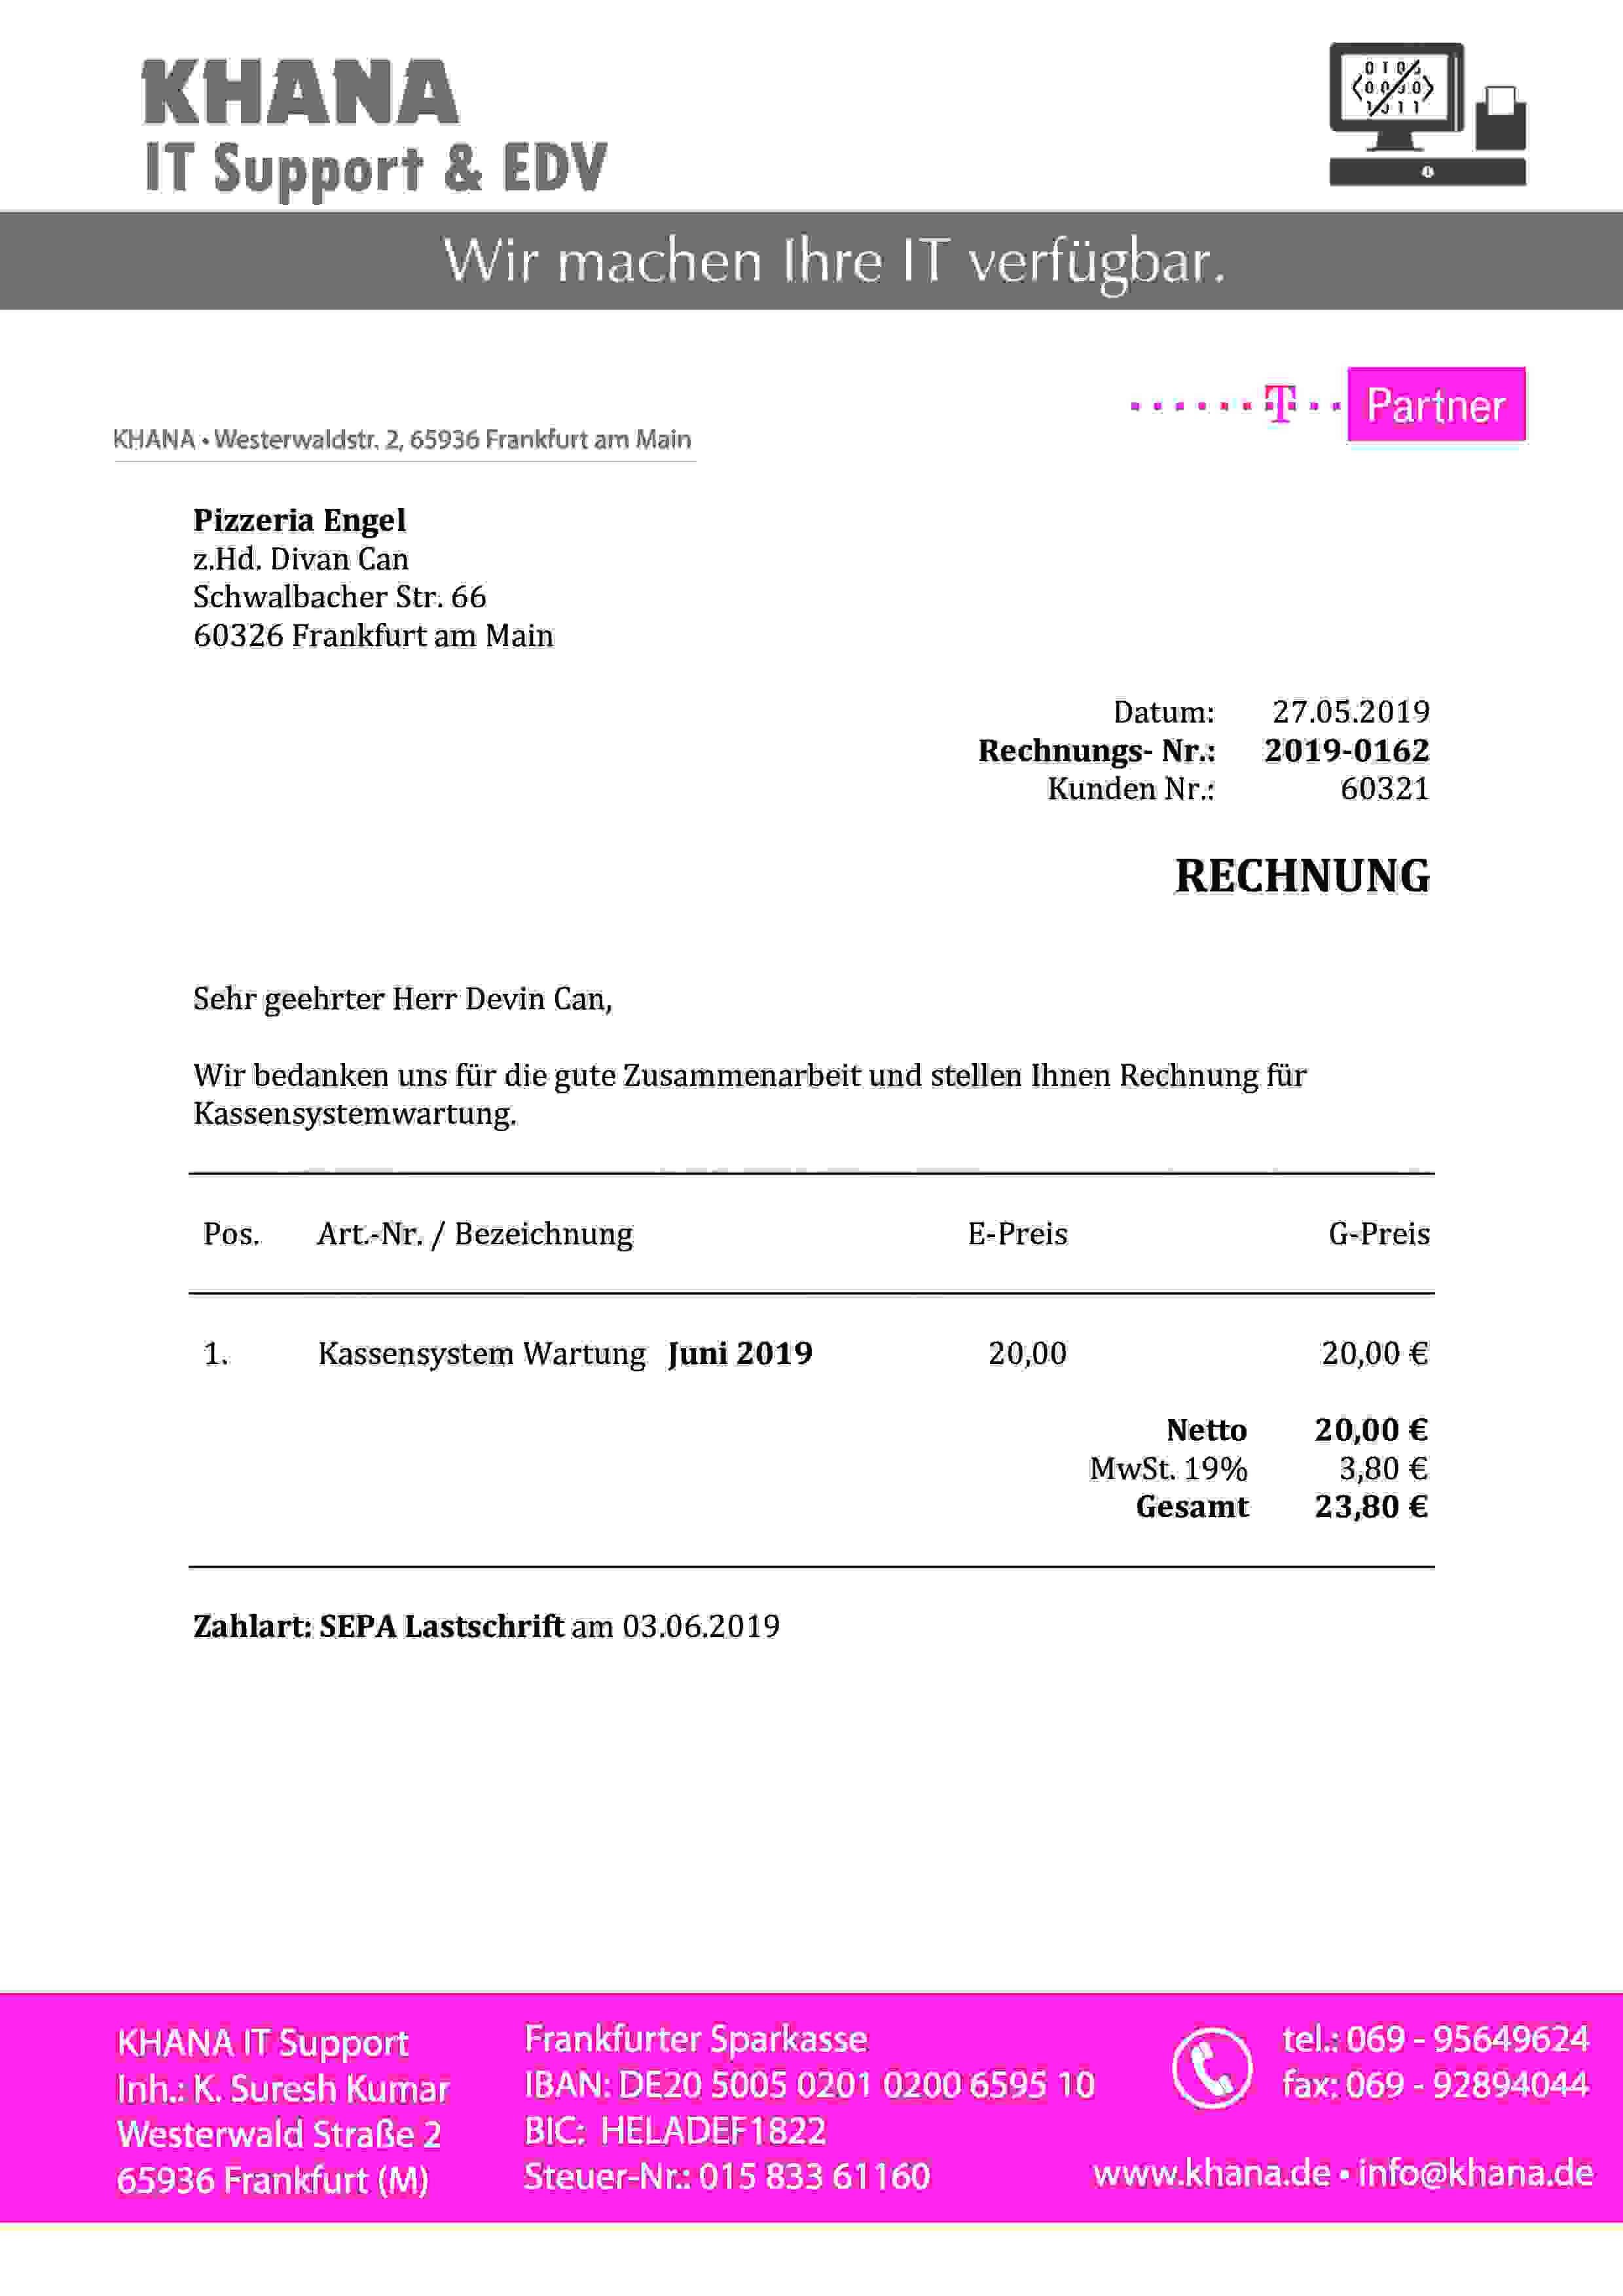 KHANA
IT Support & EDV
Wir machen Ihre IT verfügbar.
T Partner
KHANA • Westerwaldstr. 2, 65936 Frankfurt am Main
Pizzeria Engel
z.Hd. Divan Can
Schwalbacher Str. 66
60326 Frankfurt am Main
Datum: 27.05.2019
Rechnungs- Nr.: 2019-0162
Kunden Nr.: 60321
RECHNUNG
Sehr geehrter Herr Devin Can,
Wir bedanken uns für die gute Zusammenarbeit und stellen Ihnen Rechnung für
Kassensystemwartung.
Pos. Art.-Nr. / Bezeichnung E-Preis G-Preis
1. Kassensystem Wartung Juni 2019 20,00 20,00 €
Netto 20,00 €
MwSt. 19% 3,80 €
Gesamt 23,80 €
Zahlart: SEPA Lastschrift am 03.06.2019
KHANA IT Support
Inh.: K. Suresh Kumar
Westerwald Straße 2
65936 Frankfurt (M)
Frankfurter Sparkasse
IBAN: DE20 5005 0201 0200 6595 10
BIC: HELADEF1822
Steuer-Nr.: 015 833 61160
tel.: 069 - 95649624
fax: 069 - 92894044
www.khana.de • info@khana.de